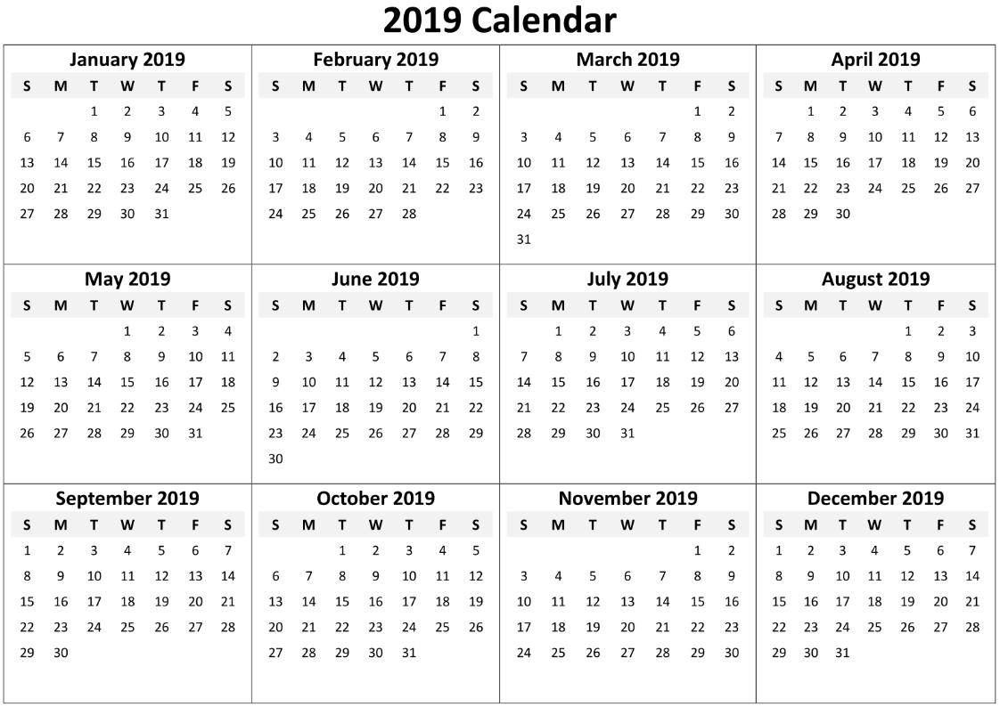 2019 Calendar
January 2019
S M T W T F S
1 2 3 4 5
6 7 8 9 10 11 12
13 14 15 16 17 18 19
20 21 22 23 24 25 26
27 28 29 30 31
February 2019
S M T W T F S
1 2
3 4 5 6 7 8 9
10 11 12 13 14 15 16
17 18 19 20 21 22 23
24 25 26 27 28
March 2019
S M T W T F S
1 2
3 4 5 6 7 8 9
10 11 12 13 14 15 16
17 18 19 20 21 22 23
24 25 26 27 28 29 30
31
April 2019
S M T W T F S
1 2 3 4 5 6
7 8 9 10 11 12 13
14 15 16 17 18 19 20
21 22 23 24 25 26 27
28 29 30
May 2019
S M T W T F S
1 2 3 4
5 6 7 8 9 10 11
12 13 14 15 16 17 18
19 20 21 22 23 24 25
26 27 28 29 30 31
June 2019
S M T W T F S
1
2 3 4 5 6 7 8
9 10 11 12 13 14 15
16 17 18 19 20 21 22
23 24 25 26 27 28 29
30
July 2019
S M T W T F S
1 2 3 4 5 6
7 8 9 10 11 12 13
14 15 16 17 18 19 20
21 22 23 24 25 26 27
28 29 30 31
August 2019
S M T W T F S
1 2 3
4 5 6 7 8 9 10
11 12 13 14 15 16 17
18 19 20 21 22 23 24
25 26 27 28 29 30 31
September 2019
S M T W T F S
1 2 3 4 5 6 7
8 9 10 11 12 13 14
15 16 17 18 19 20 21
22 23 24 25 26 27 28
29 30
October 2019
S M T W T F S
1 2 3 4 5
6 7 8 9 10 11 12
13 14 15 16 17 18 19
20 21 22 23 24 25 26
27 28 29 30 31
November 2019
S M T W T F S
1 2
3 4 5 6 7 8 9
10 11 12 13 14 15 16
17 18 19 20 21 22 23
24 25 26 27 28 29 30
December 2019
S M T W T F S
1 2 3 4 5 6 7
8 9 10 11 12 13 14
15 16 17 18 19 20 21
22 23 24 25 26 27 28
29 30 31